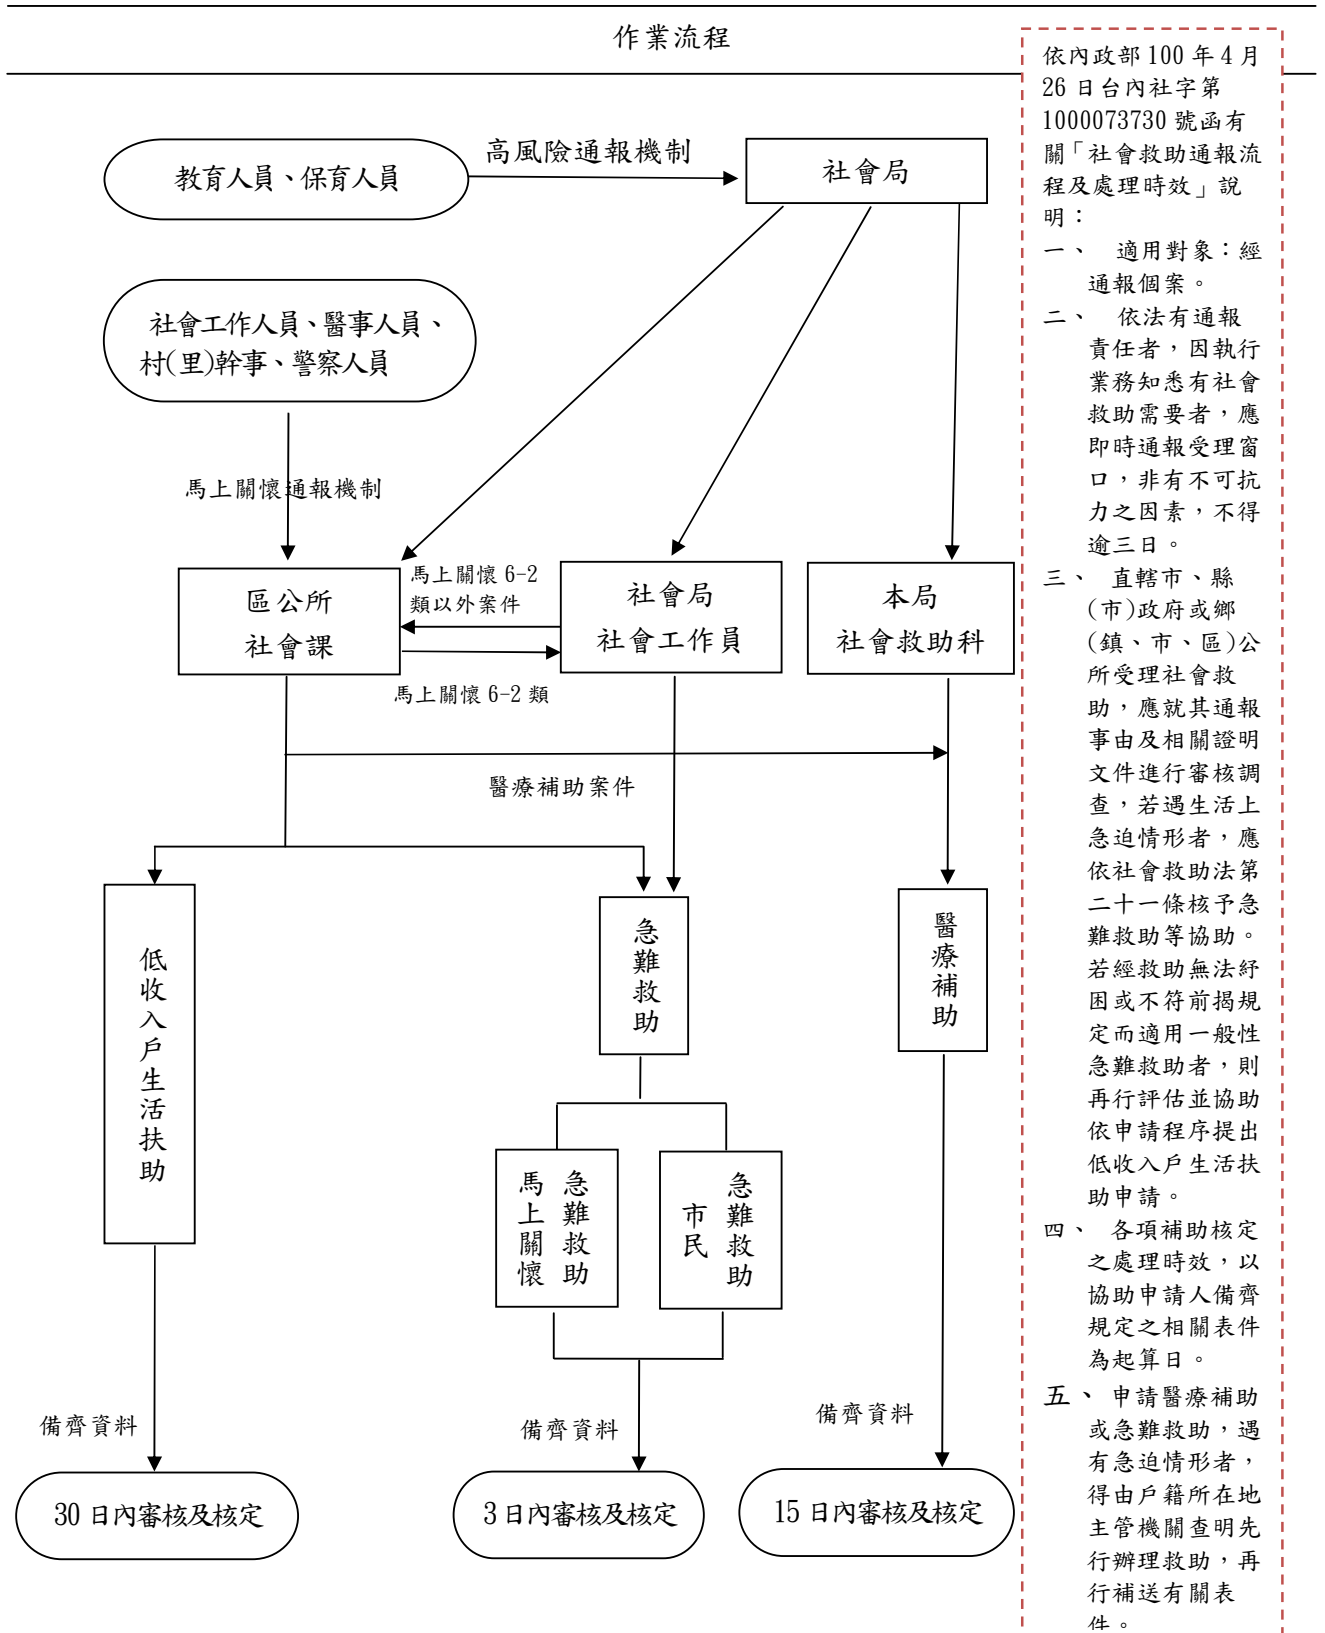 作業流程
教育人員、保育人員
高風險通報機制
社會局
社會工作人員、醫事人員、
村(里)幹事、警察人員
馬上關懷通報機制
區公所
社會課
馬上關懷 6-2
類以外案件
社會局
社會工作員
本局
社會救助科
馬上關懷 6-2 類
醫療補助案件
低收入戶生活扶助
急難救助
醫療補助
馬上關懷
急難救助
市民
急難救助
備齊資料
備齊資料
備齊資料
30 日內審核及核定
3 日內審核及核定
15 日內審核及核定
依內政部 100 年 4 月
26 日台內社字第
1000073730 號函有
關「社會救助通報流
程及處理時效」說
明：
一、 適用對象：經
通報個案。
二、 依法有通報
責任者，因執行
業務知悉有社會
救助需要者，應
即時通報受理窗
口，非有不可抗
力之因素，不得
逾三日。
三、 直轄市、縣
(市)政府或鄉
(鎮、市、區)公
所受理社會救
助，應就其通報
事由及相關證明
文件進行審核調
查，若遇生活上
急迫情形者，應
依社會救助法第
二十一條核予急
難救助等協助。
若經救助無法紓
困或不符前揭規
定而適用一般性
急難救助者，則
再行評估並協助
依申請程序提出
低收入戶生活扶
助申請。
四、 各項補助核定
之處理時效，以
協助申請人備齊
規定之相關表件
為起算日。
五、 申請醫療補助
或急難救助，遇
有急迫情形者，
得由戶籍所在地
主管機關查明先
行辦理救助，再
行補送有關表
件。